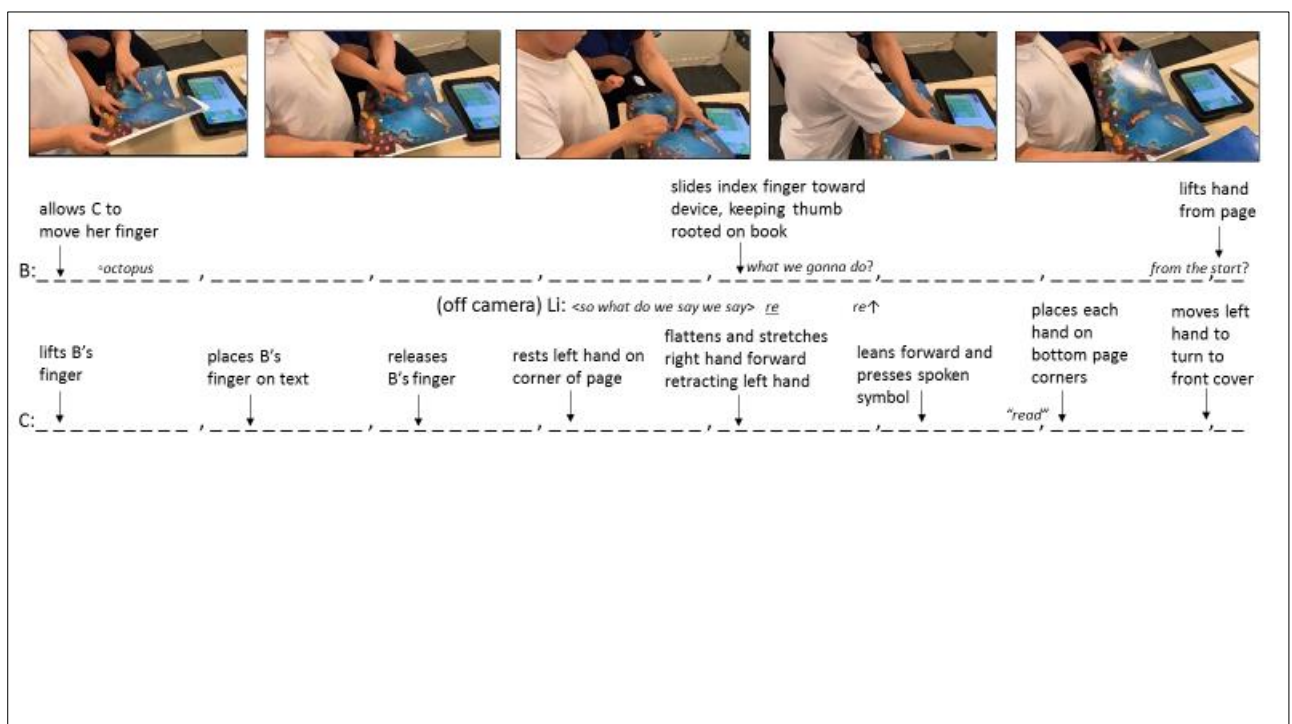 slides index finger toward
device, keeping thumb
rooted on book
lifts hand
from page
allows C to
move her finger
B: °octopus what we gonna do? from the start?
(off camera) Li: <so what do we say we say> re re↑
lifts B's
finger
places B's
finger on text
releases
B's finger
rests left hand on
corner of page
flattens and stretches
right hand forward
retracting left hand
leans forward and
presses spoken
symbol
places each
hand on
bottom page
corners
moves left
hand to
turn to
front cover
C: "read"